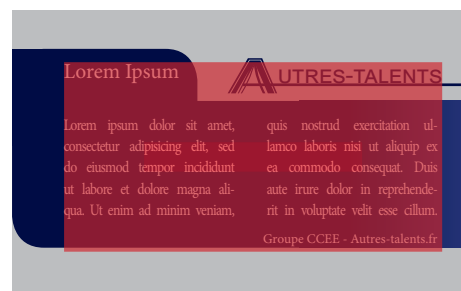 Lorem Ipsum
AUTRES-TALENTS
Lorem ipsum dolor sit amet,
consectetur adipisicing elit, sed
do eiusmod tempor incididunt
ut labore et dolore magna ali-
qua. Ut enim ad minim veniam,
quis nostrud exercitation ul-
lamco laboris nisi ut aliquip ex
ea commodo consequat. Duis
aute irure dolor in reprehende-
rit in voluptate velit esse cillum.
Groupe CCEE - Autres-talents.fr